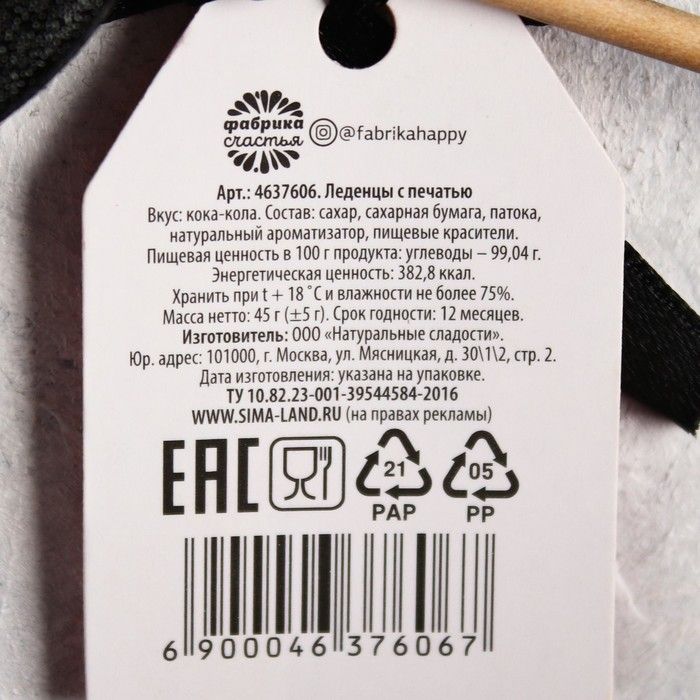 фабрика
счастья
@fabrikahappy
Арт.: 4637606. Леденцы с печатью
Вкус: кока-кола. Состав: сахар, сахарная бумага, патока,
натуральный ароматизатор, пищевые красители.
Пищевая ценность в 100 г продукта: углеводы – 99,04 г.
Энергетическая ценность: 382,8 ккал.
Хранить при t + 18 ˚С и влажности не более 75%.
Масса нетто: 45 г (±5 г). Срок годности: 12 месяцев.
Изготовитель: ООО «Натуральные сладости».
Юр. адрес: 101000, г. Москва, ул. Мясницкая, д. 30\1\2, стр. 2.
Дата изготовления: указана на упаковке.
ТУ 10.82.23-001-39544584-2016
WWW.SIMA-LAND.RU (на правах рекламы)
EAC
21
PAP
05
PP
6 900046 376067